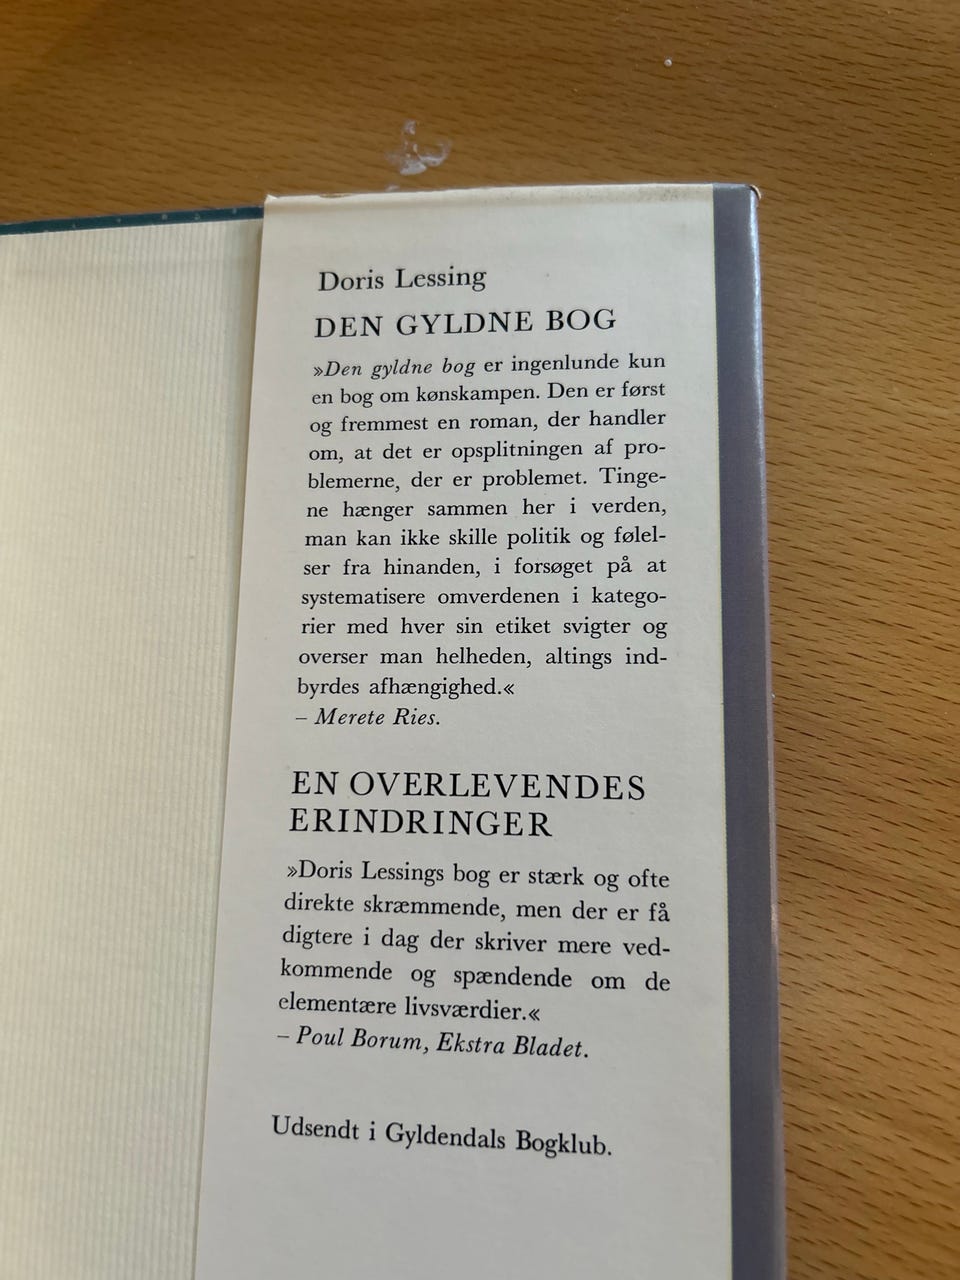 Doris Lessing
DEN GYLDNE BOG
»Den gyldne bog er ingenlunde kun
en bog om kønskampen. Den er først
og fremmest en roman, der handler
om, at det er opsplitningen af pro-
blemerne, der er problemet. Tinge-
ne hænger sammen her i verden,
man kan ikke skille politik og følel-
ser fra hinanden, i forsøget på at
systematisere omverdenen i katego-
rier med hver sin etiket svigter og
overser man helheden, altings ind-
byrdes afhængighed.«
– Merete Ries.
EN OVERLEVENDES
ERINDRINGER
»Doris Lessings bog er stærk og ofte
direkte skræmmende, men der er få
digtere i dag der skriver mere ved-
kommende og spændende om de
elementære livsværdier.«
– Poul Borum, Ekstra Bladet.
Udsendt i Gyldendals Bogklub.